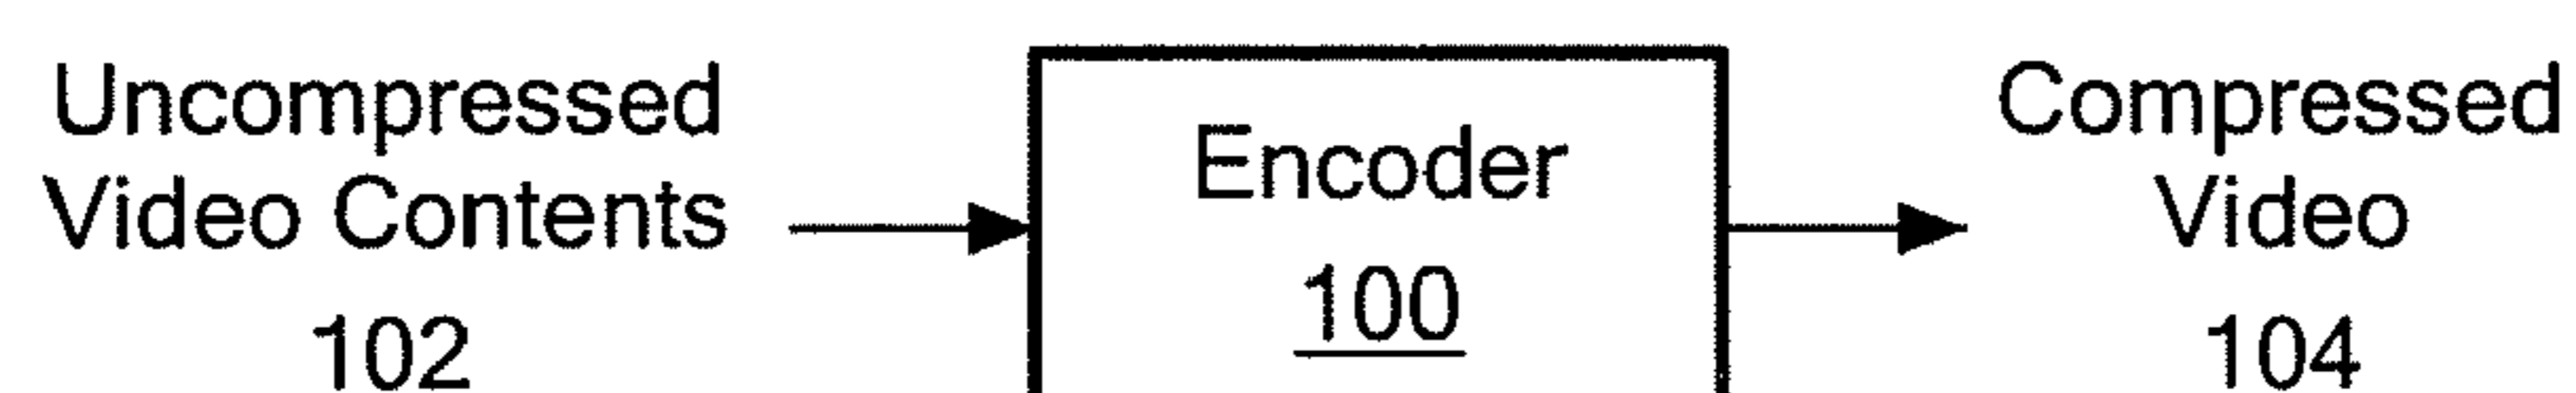 Uncompressed
Video Contents
102
Encoder
100
Compressed
Video
104